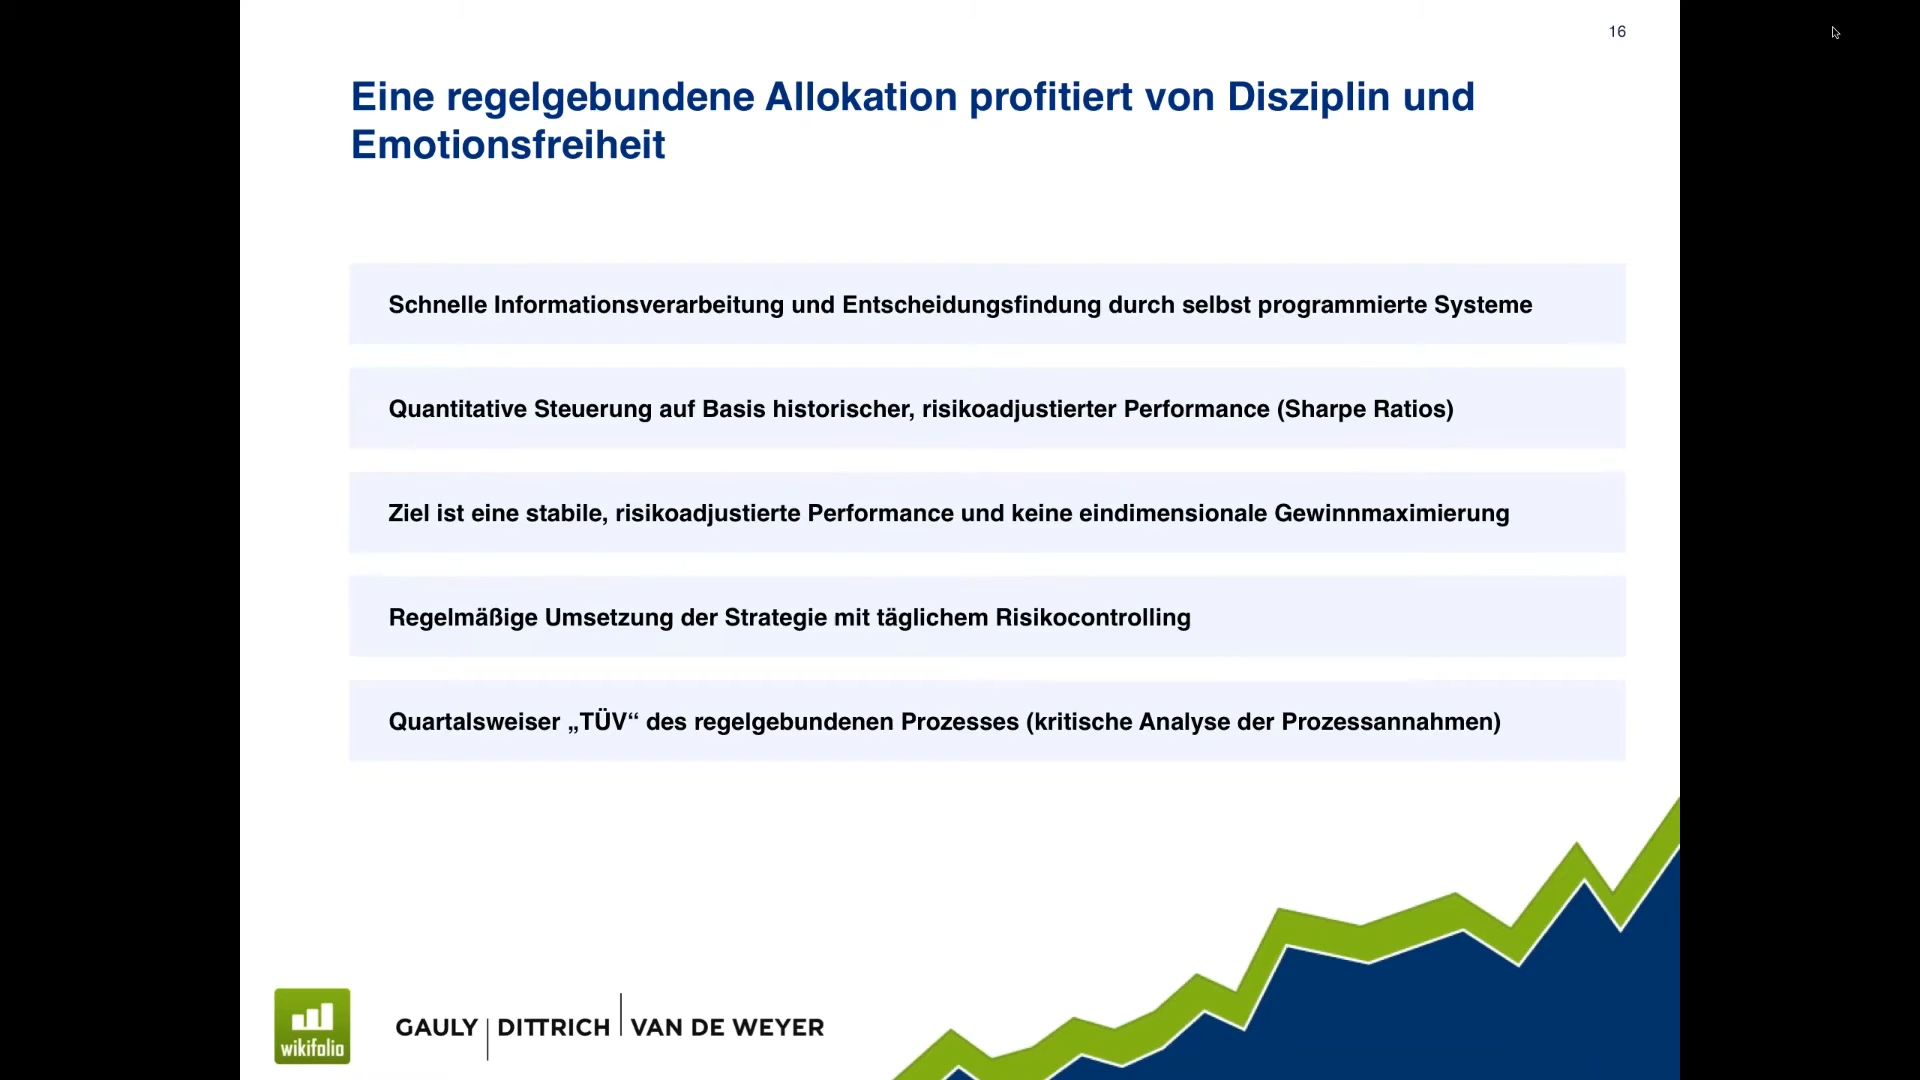 16
Eine regelgebundene Allokation profitiert von Disziplin und
Emotionsfreiheit
Schnelle Informationsverarbeitung und Entscheidungsfindung durch selbst programmierte Systeme
Quantitative Steuerung auf Basis historischer, risikoadjustierter Performance (Sharpe Ratios)
Ziel ist eine stabile, risikoadjustierte Performance und keine eindimensionale Gewinnmaximierung
Regelmäßige Umsetzung der Strategie mit täglichem Risikocontrolling
Quartalsweiser „TÜV“ des regelgebundenen Prozesses (kritische Analyse der Prozessannahmen)
wikifolio
GAULY | DITTRICH | VAN DE WEYER